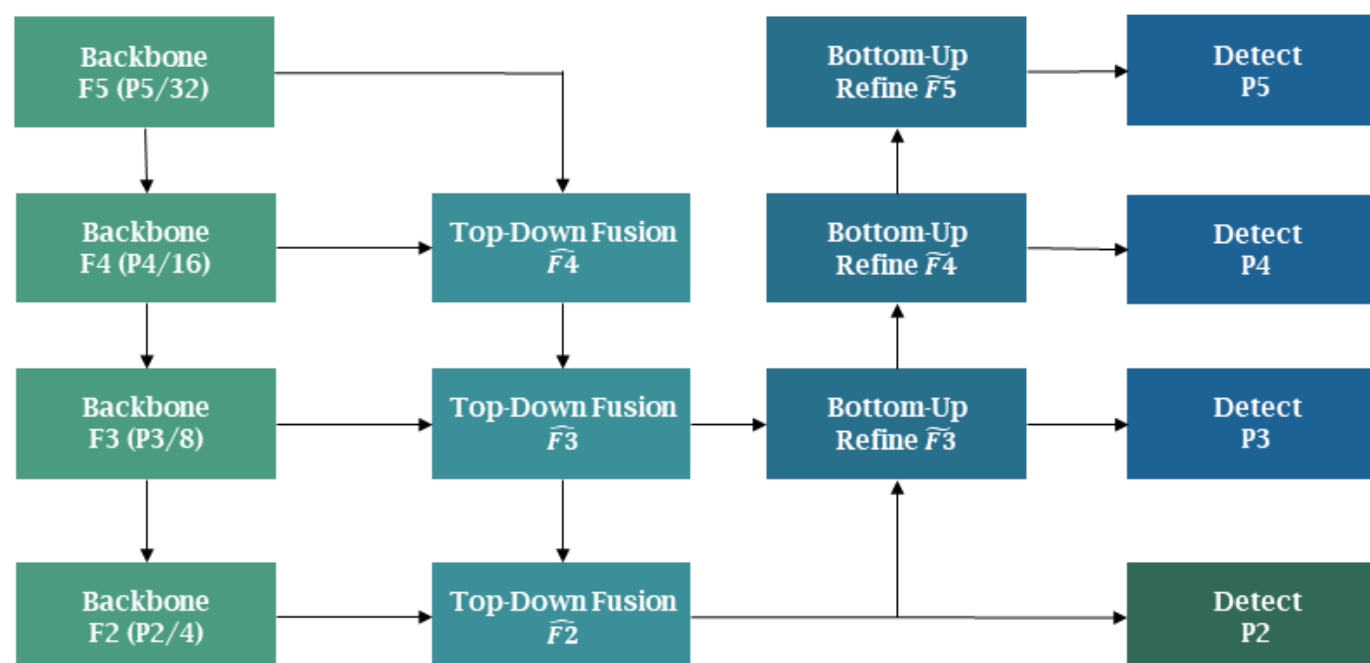 Backbone
F5 (P5/32)
Bottom-Up
Refine F̃5
Detect
P5
Backbone
F4 (P4/16)
Top-Down Fusion
F̂4
Bottom-Up
Refine F̃4
Detect
P4
Backbone
F3 (P3/8)
Top-Down Fusion
F̂3
Bottom-Up
Refine F̃3
Detect
P3
Backbone
F2 (P2/4)
Top-Down Fusion
F̂2
Detect
P2